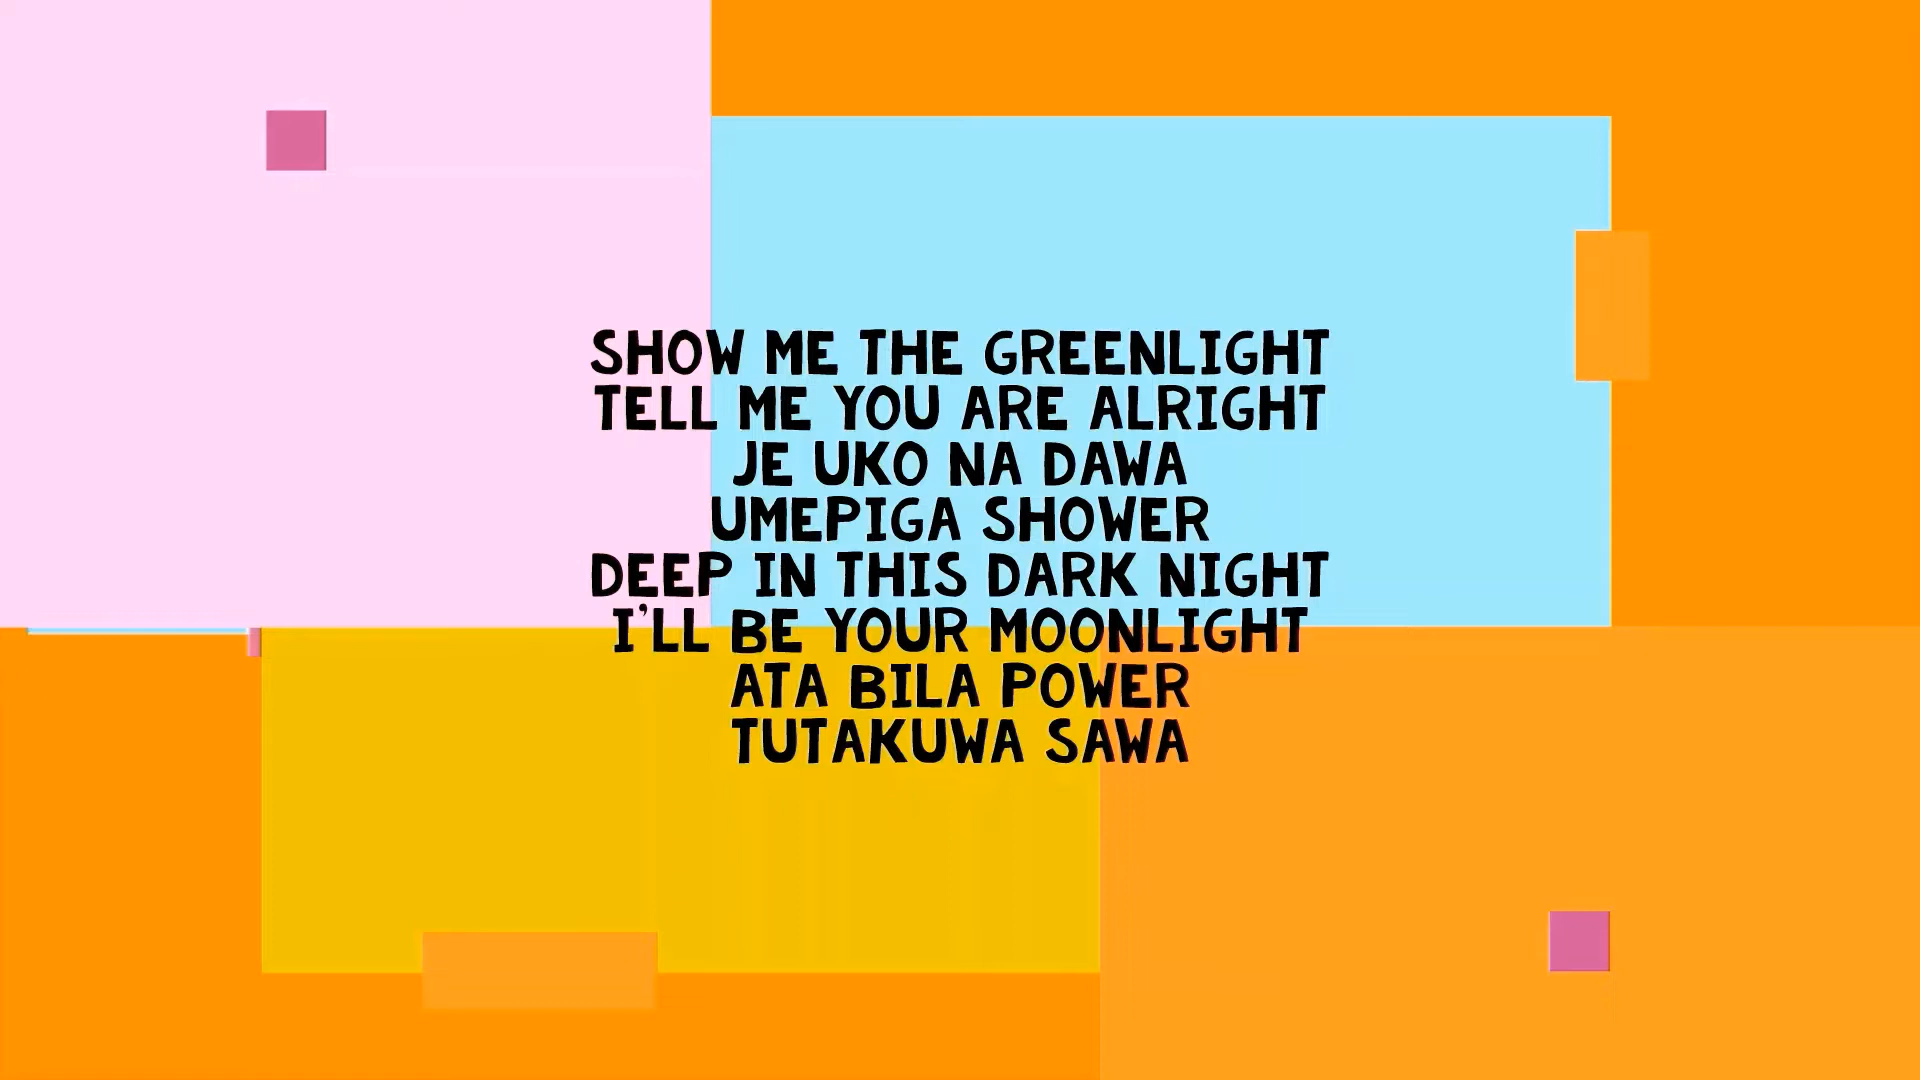 SHOW ME THE GREENLIGHT
TELL ME YOU ARE ALRIGHT
JE UKO NA DAWA
UMEPIGA SHOWER
DEEP IN THIS DARK NIGHT
I'LL BE YOUR MOONLIGHT
ATA BILA POWER
TUTAKUWA SAWA